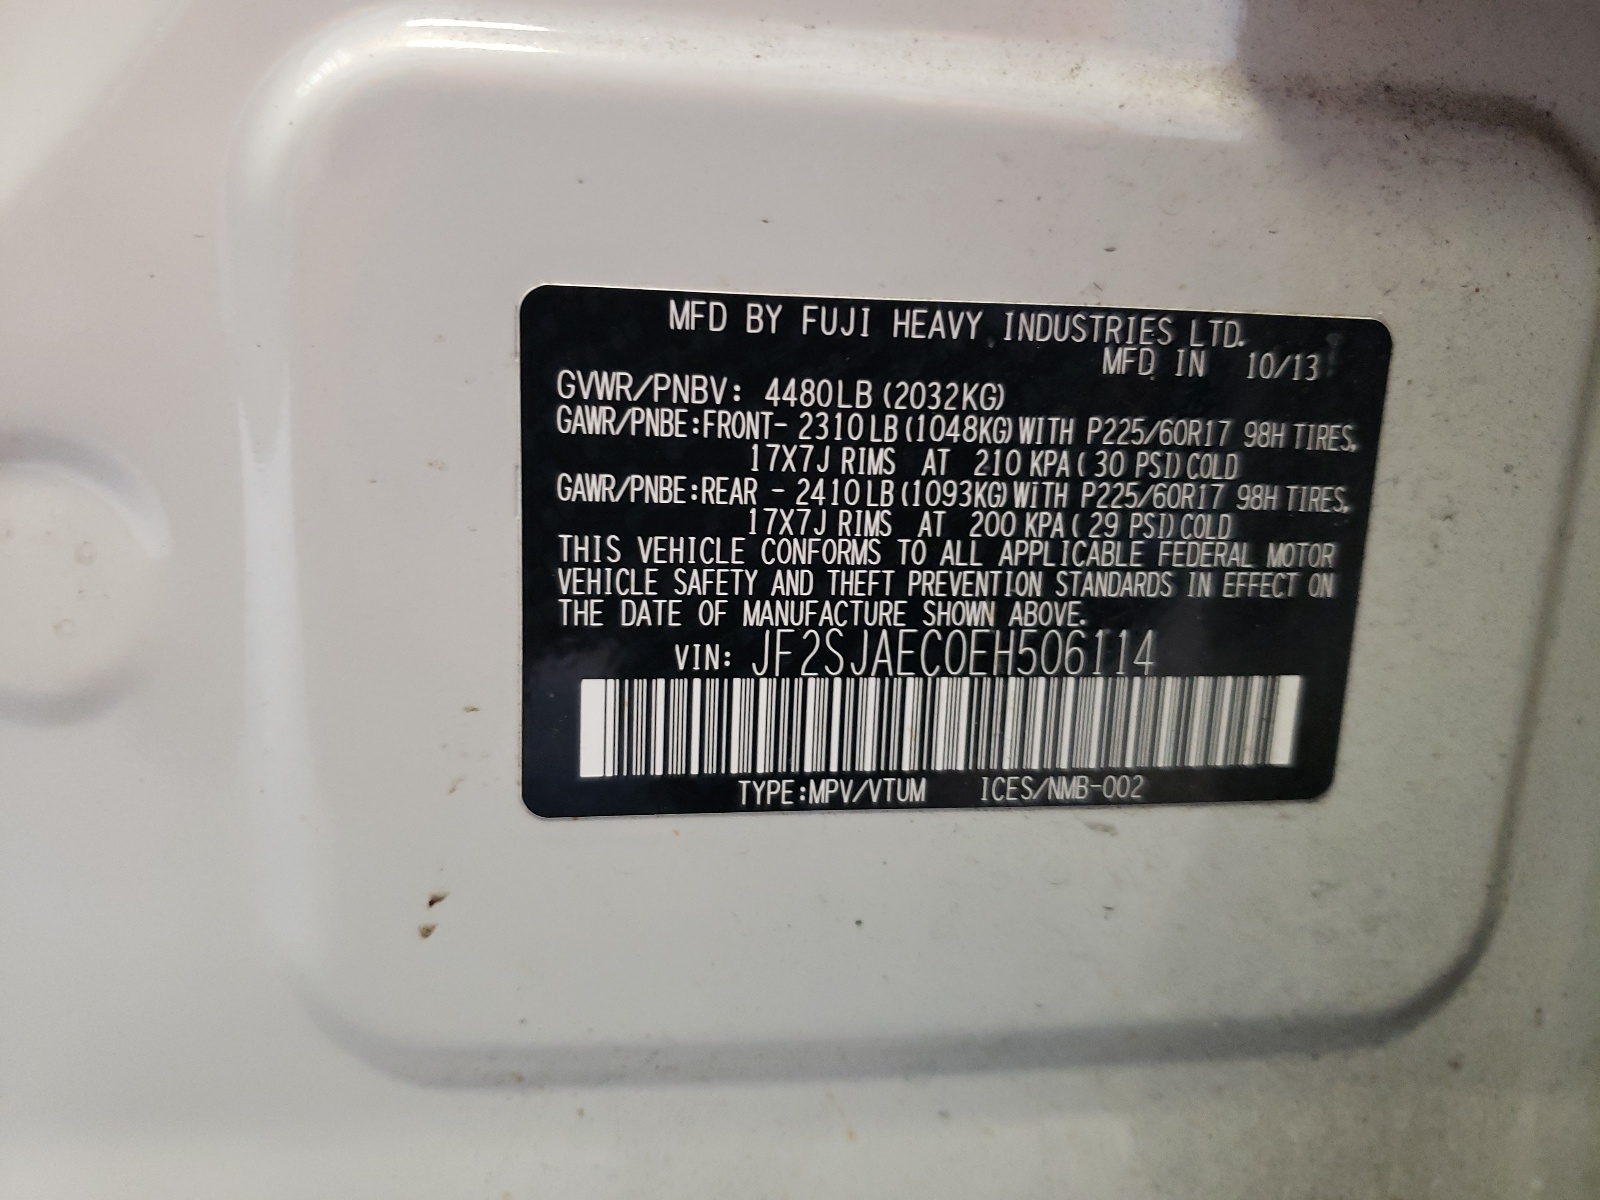 MFD BY FUJI HEAVY INDUSTRIES LTD.
MFD IN 10/13
GVWR/PNBV: 4480LB (2032KG)
GAWR/PNBE:FRONT- 2310 LB (1048KG) WITH P225/60R17 98H TIRES,
17X7J RIMS AT 210 KPA ( 30 PSI) COLD
GAWR/PNBE:REAR - 2410 LB (1093KG) WITH P225/60R17 98H TIRES,
17X7J RIMS AT 200 KPA ( 29 PSI) COLD
THIS VEHICLE CONFORMS TO ALL APPLICABLE FEDERAL MOTOR
VEHICLE SAFETY AND THEFT PREVENTION STANDARDS IN EFFECT ON
THE DATE OF MANUFACTURE SHOWN ABOVE.
VIN: JF2SJAEC0EH506114
TYPE:MPV/VTUM ICES/NMB-002